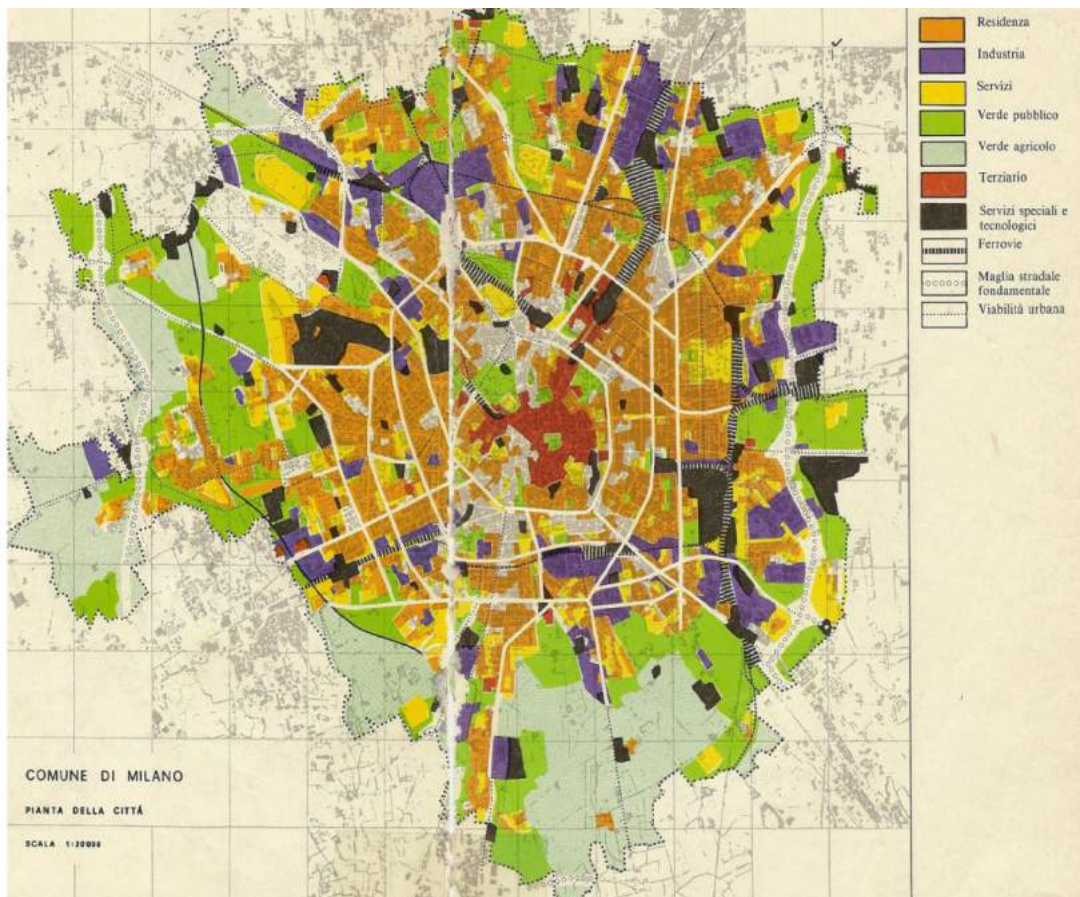 Residenza
Industria
Servizi
Verde pubblico
Verde agricolo
Terziario
Servizi speciali e
tecnologici
Ferrovie
Maglia stradale
fondamentale
Viabilità urbana
COMUNE DI MILANO
PIANTA DELLA CITTÀ
SCALA